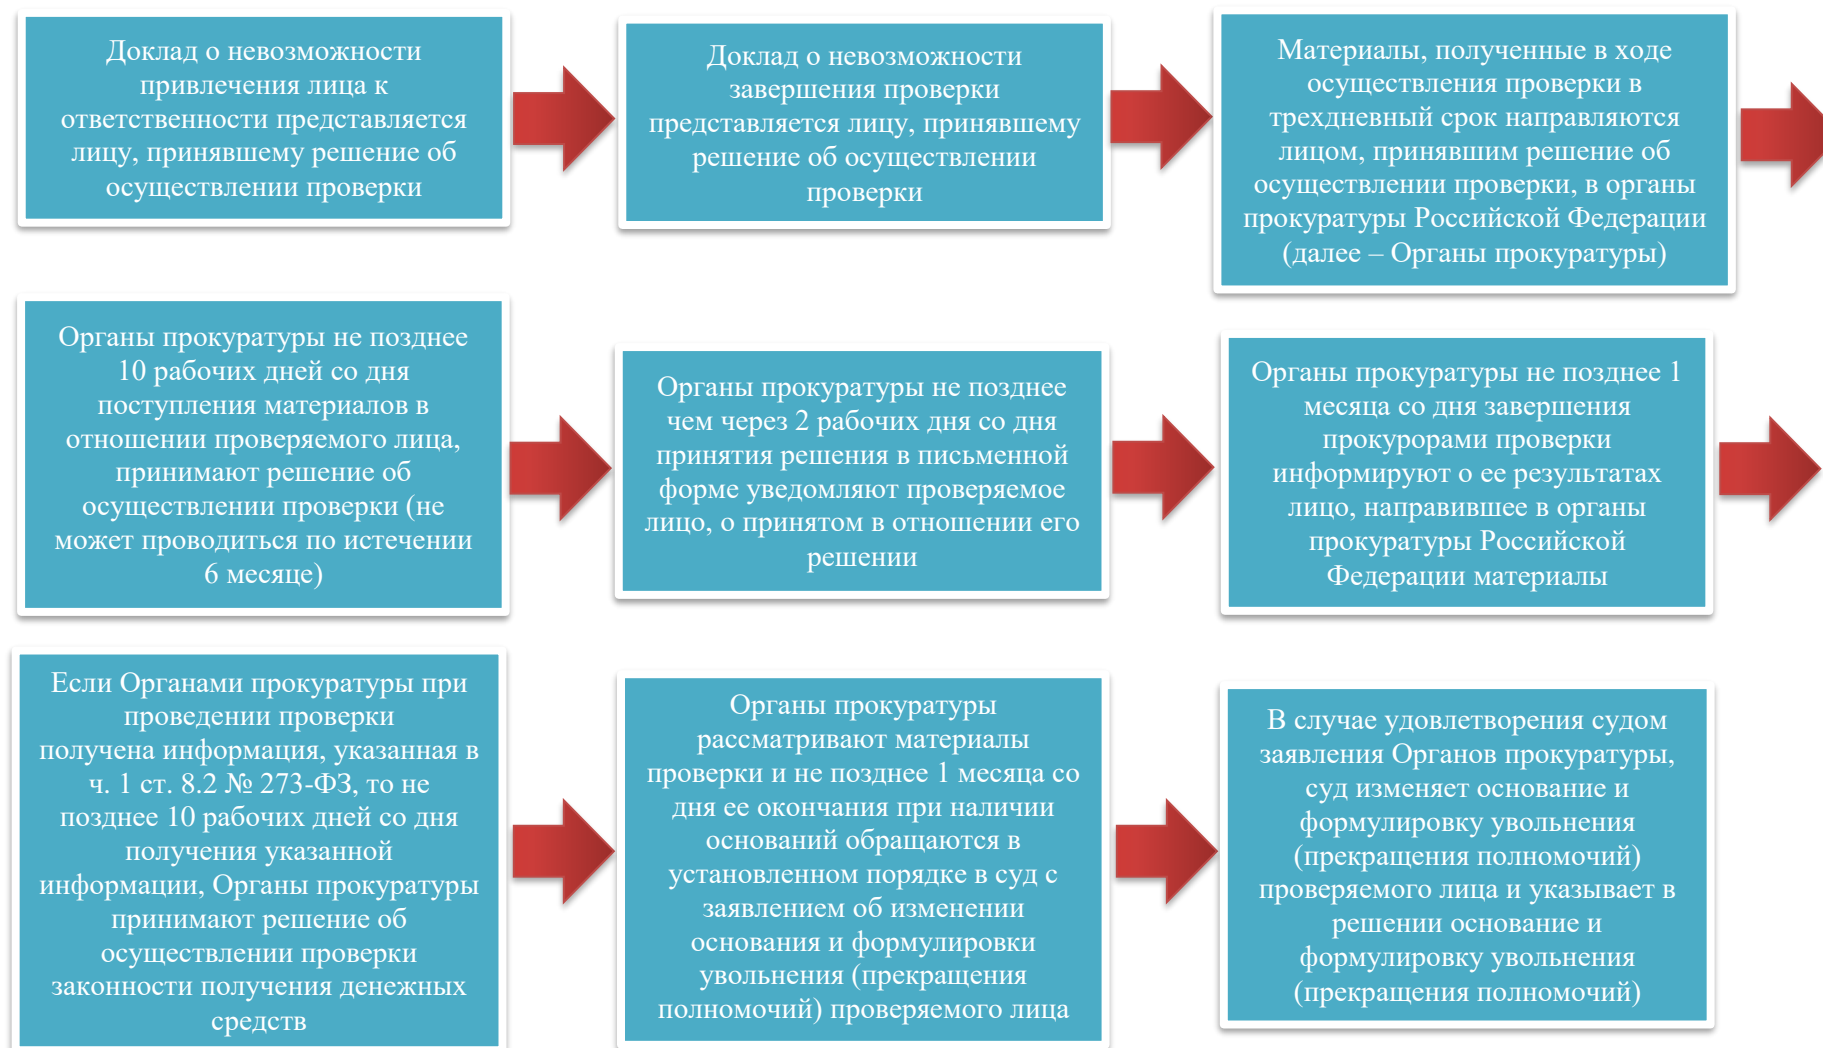 Доклад о невозможности
привлечения лица к
ответственности представляется
лицу, принявшему решение об
осуществлении проверки
Доклад о невозможности
завершения проверки
представляется лицу, принявшему
решение об осуществлении
проверки
Материалы, полученные в ходе
осуществления проверки в
трехдневный срок направляются
лицом, принявшим решение об
осуществлении проверки, в органы
прокуратуры Российской Федерации
(далее – Органы прокуратуры)
Органы прокуратуры не позднее
10 рабочих дней со дня
поступления материалов в
отношении проверяемого лица,
принимают решение об
осуществлении проверки (не
может проводиться по истечении
6 месяце)
Органы прокуратуры не позднее
чем через 2 рабочих дня со дня
принятия решения в письменной
форме уведомляют проверяемое
лицо, о принятом в отношении его
решении
Органы прокуратуры не позднее 1
месяца со дня завершения
прокурорами проверки
информируют о ее результатах
лицо, направившее в органы
прокуратуры Российской
Федерации материалы
Если Органами прокуратуры при
проведении проверки
получена информация, указанная в
ч. 1 ст. 8.2 № 273-ФЗ, то не
позднее 10 рабочих дней со дня
получения указанной
информации, Органы прокуратуры
принимают решение об
осуществлении проверки
законности получения денежных
средств
Органы прокуратуры
рассматривают материалы
проверки и не позднее 1 месяца со
дня ее окончания при наличии
оснований обращаются в
установленном порядке в суд с
заявлением об изменении
основания и формулировки
увольнения (прекращения
полномочий) проверяемого лица
В случае удовлетворения судом
заявления Органов прокуратуры,
суд изменяет основание и
формулировку увольнения
(прекращения полномочий)
проверяемого лица и указывает в
решении основание и
формулировку увольнения
(прекращения полномочий)